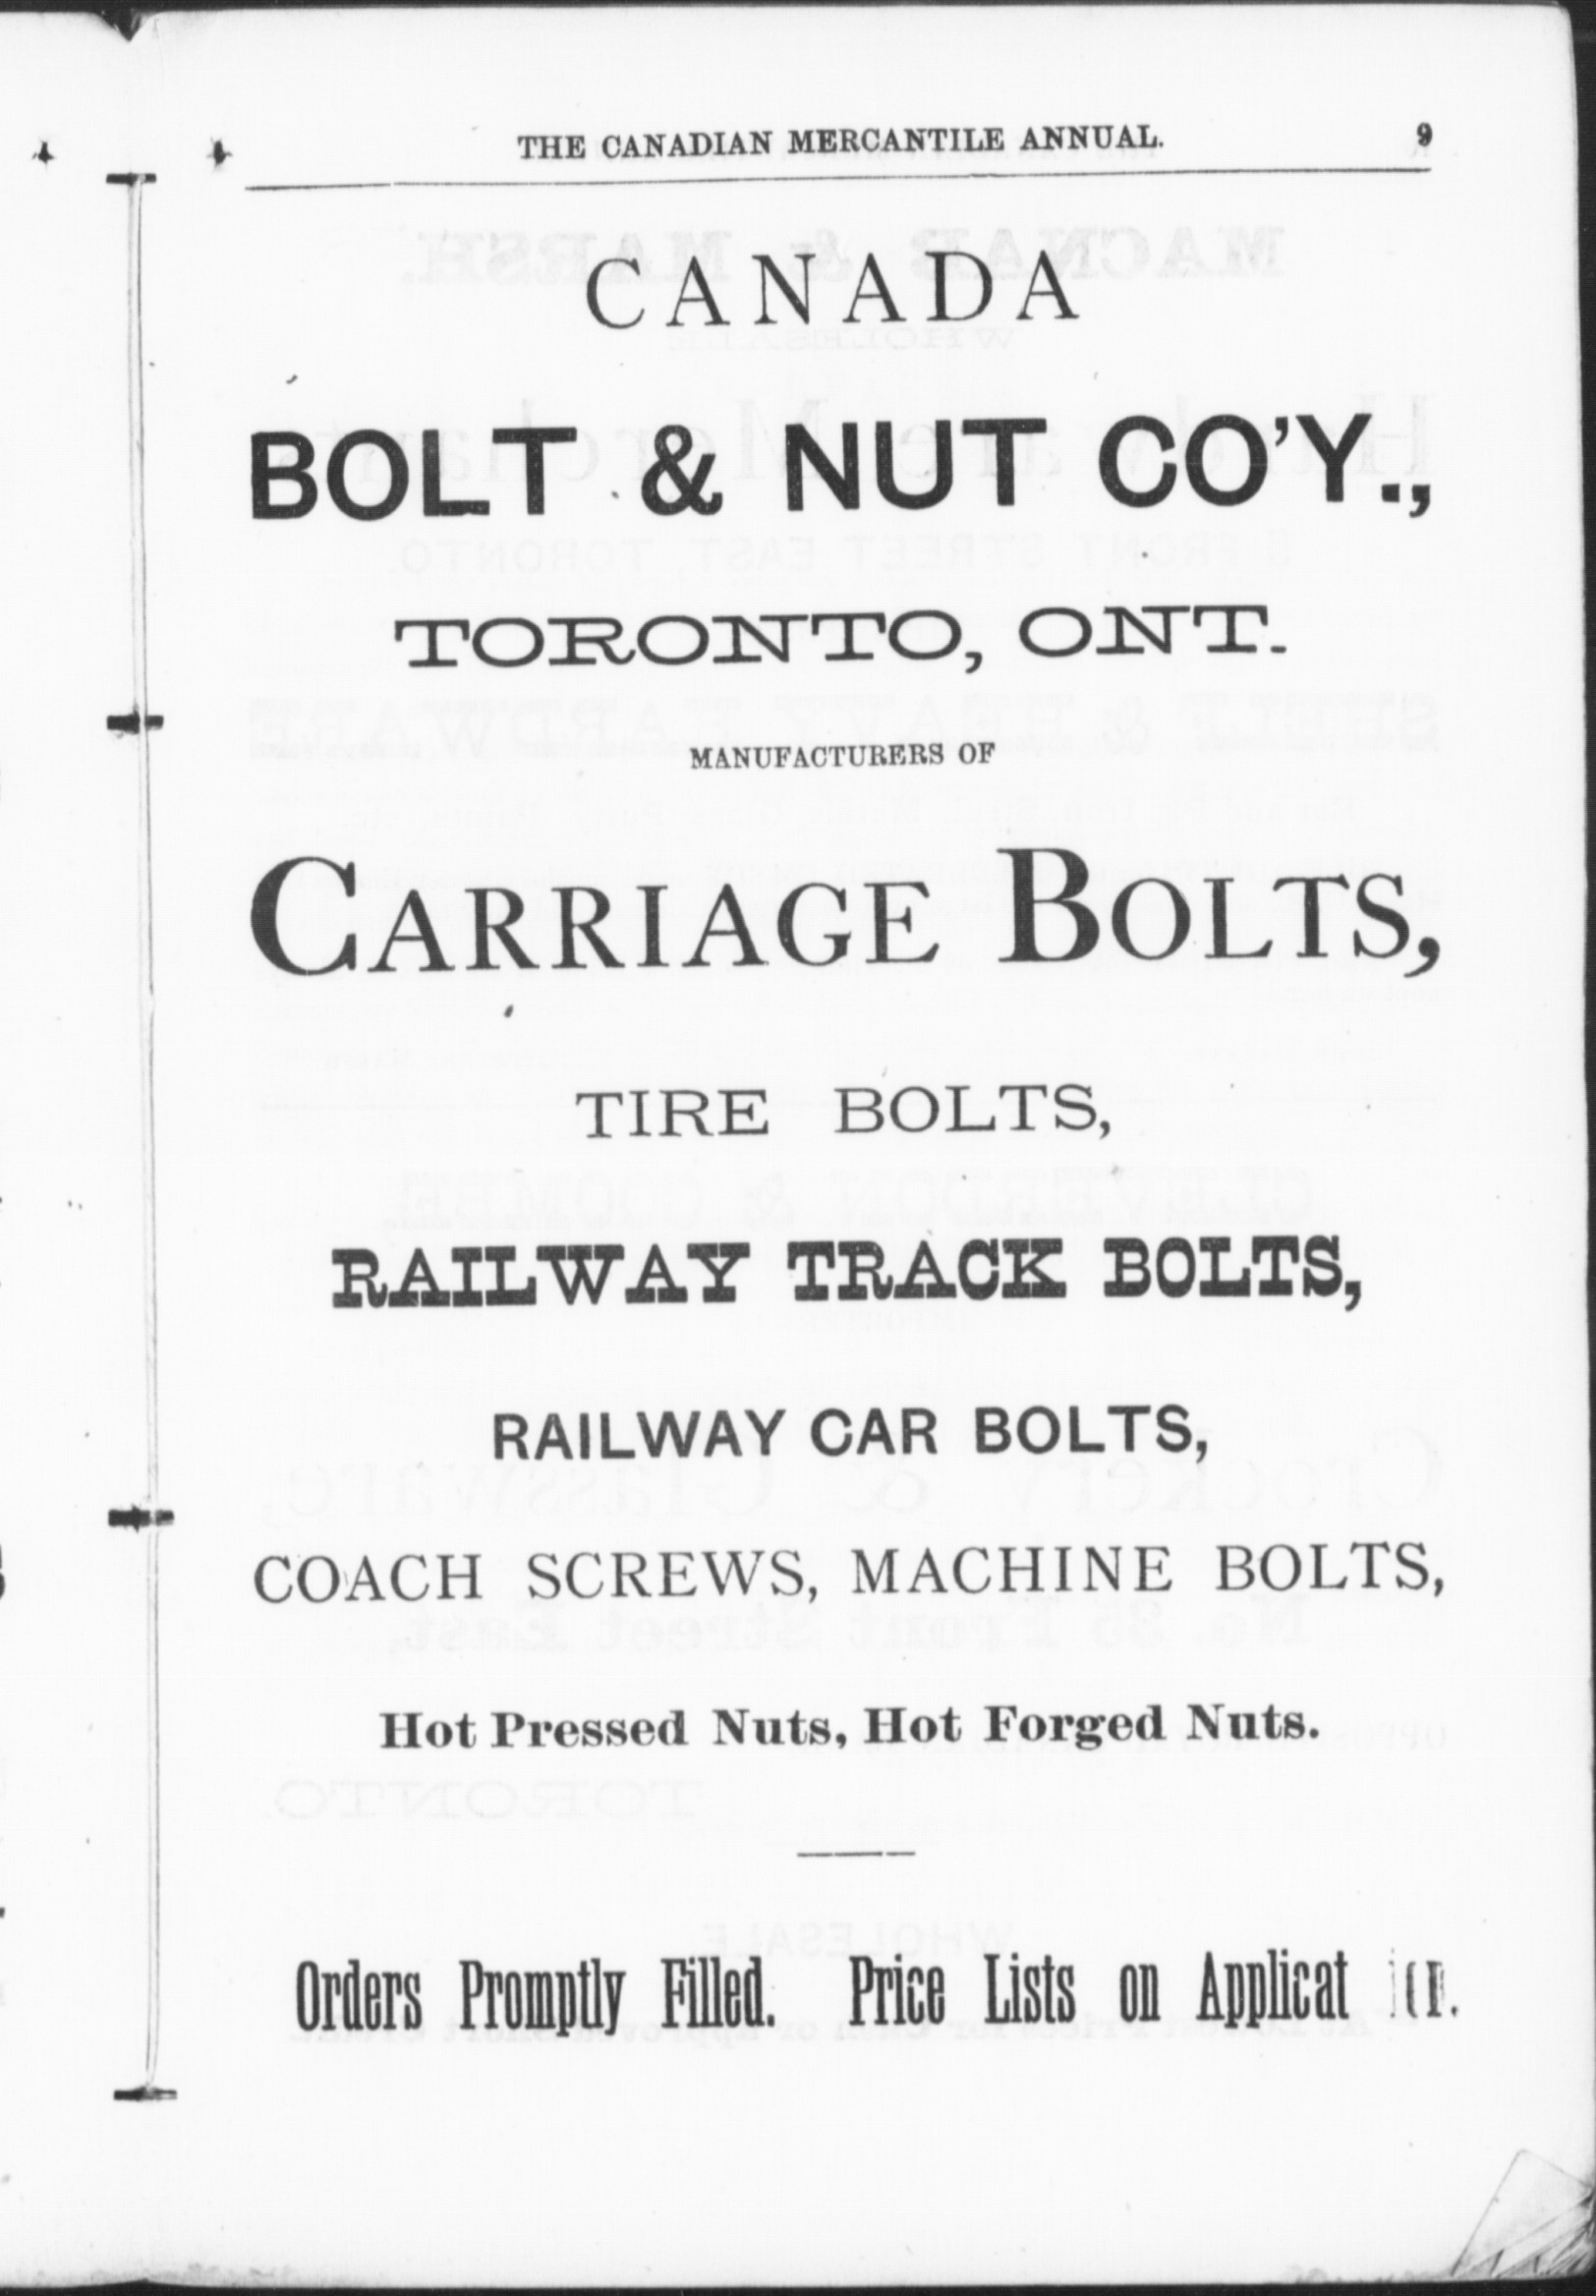 THE CANADIAN MERCANTILE ANNUAL. 9
CANADA
BOLT & NUT CO'Y.,
TORONTO, ONT.
MANUFACTURERS OF
CARRIAGE BOLTS,
TIRE BOLTS,
RAILWAY TRACK BOLTS,
RAILWAY CAR BOLTS,
COACH SCREWS, MACHINE BOLTS,
Hot Pressed Nuts, Hot Forged Nuts.
Orders Promptly Filled. Price Lists on Application.